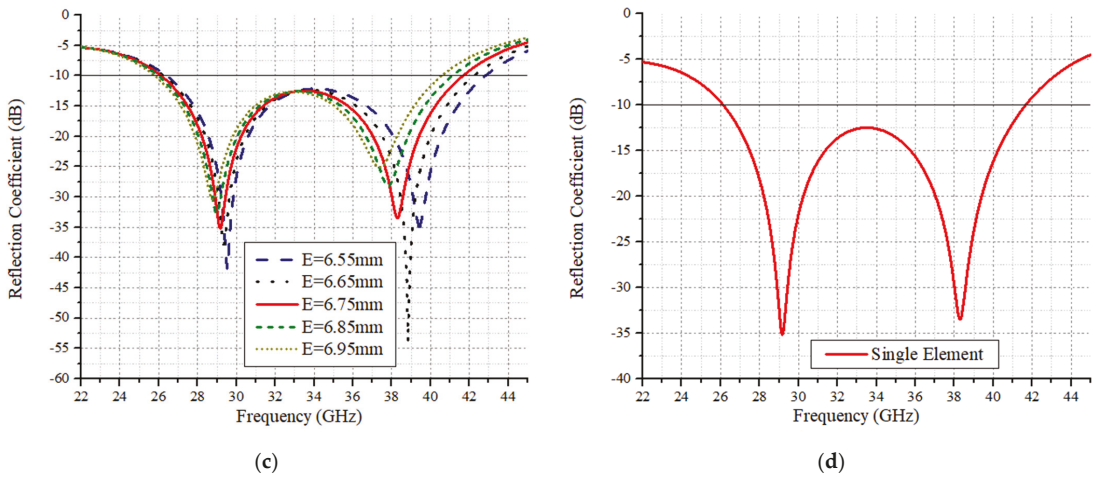 0
-5
-10
-15
-20
-25
-30
-35
-40
-45
-50
-55
-60
Reflection Coefficient (dB)
E=6.55mm
E=6.65mm
E=6.75mm
E=6.85mm
E=6.95mm
22 24 26 28 30 32 34 36 38 40 42 44
Frequency (GHz)
(c)
0
-5
-10
-15
-20
-25
-30
-35
-40
Reflection Coefficient (dB)
Single Element
22 24 26 28 30 32 34 36 38 40 42 44
Frequency (GHz)
(d)